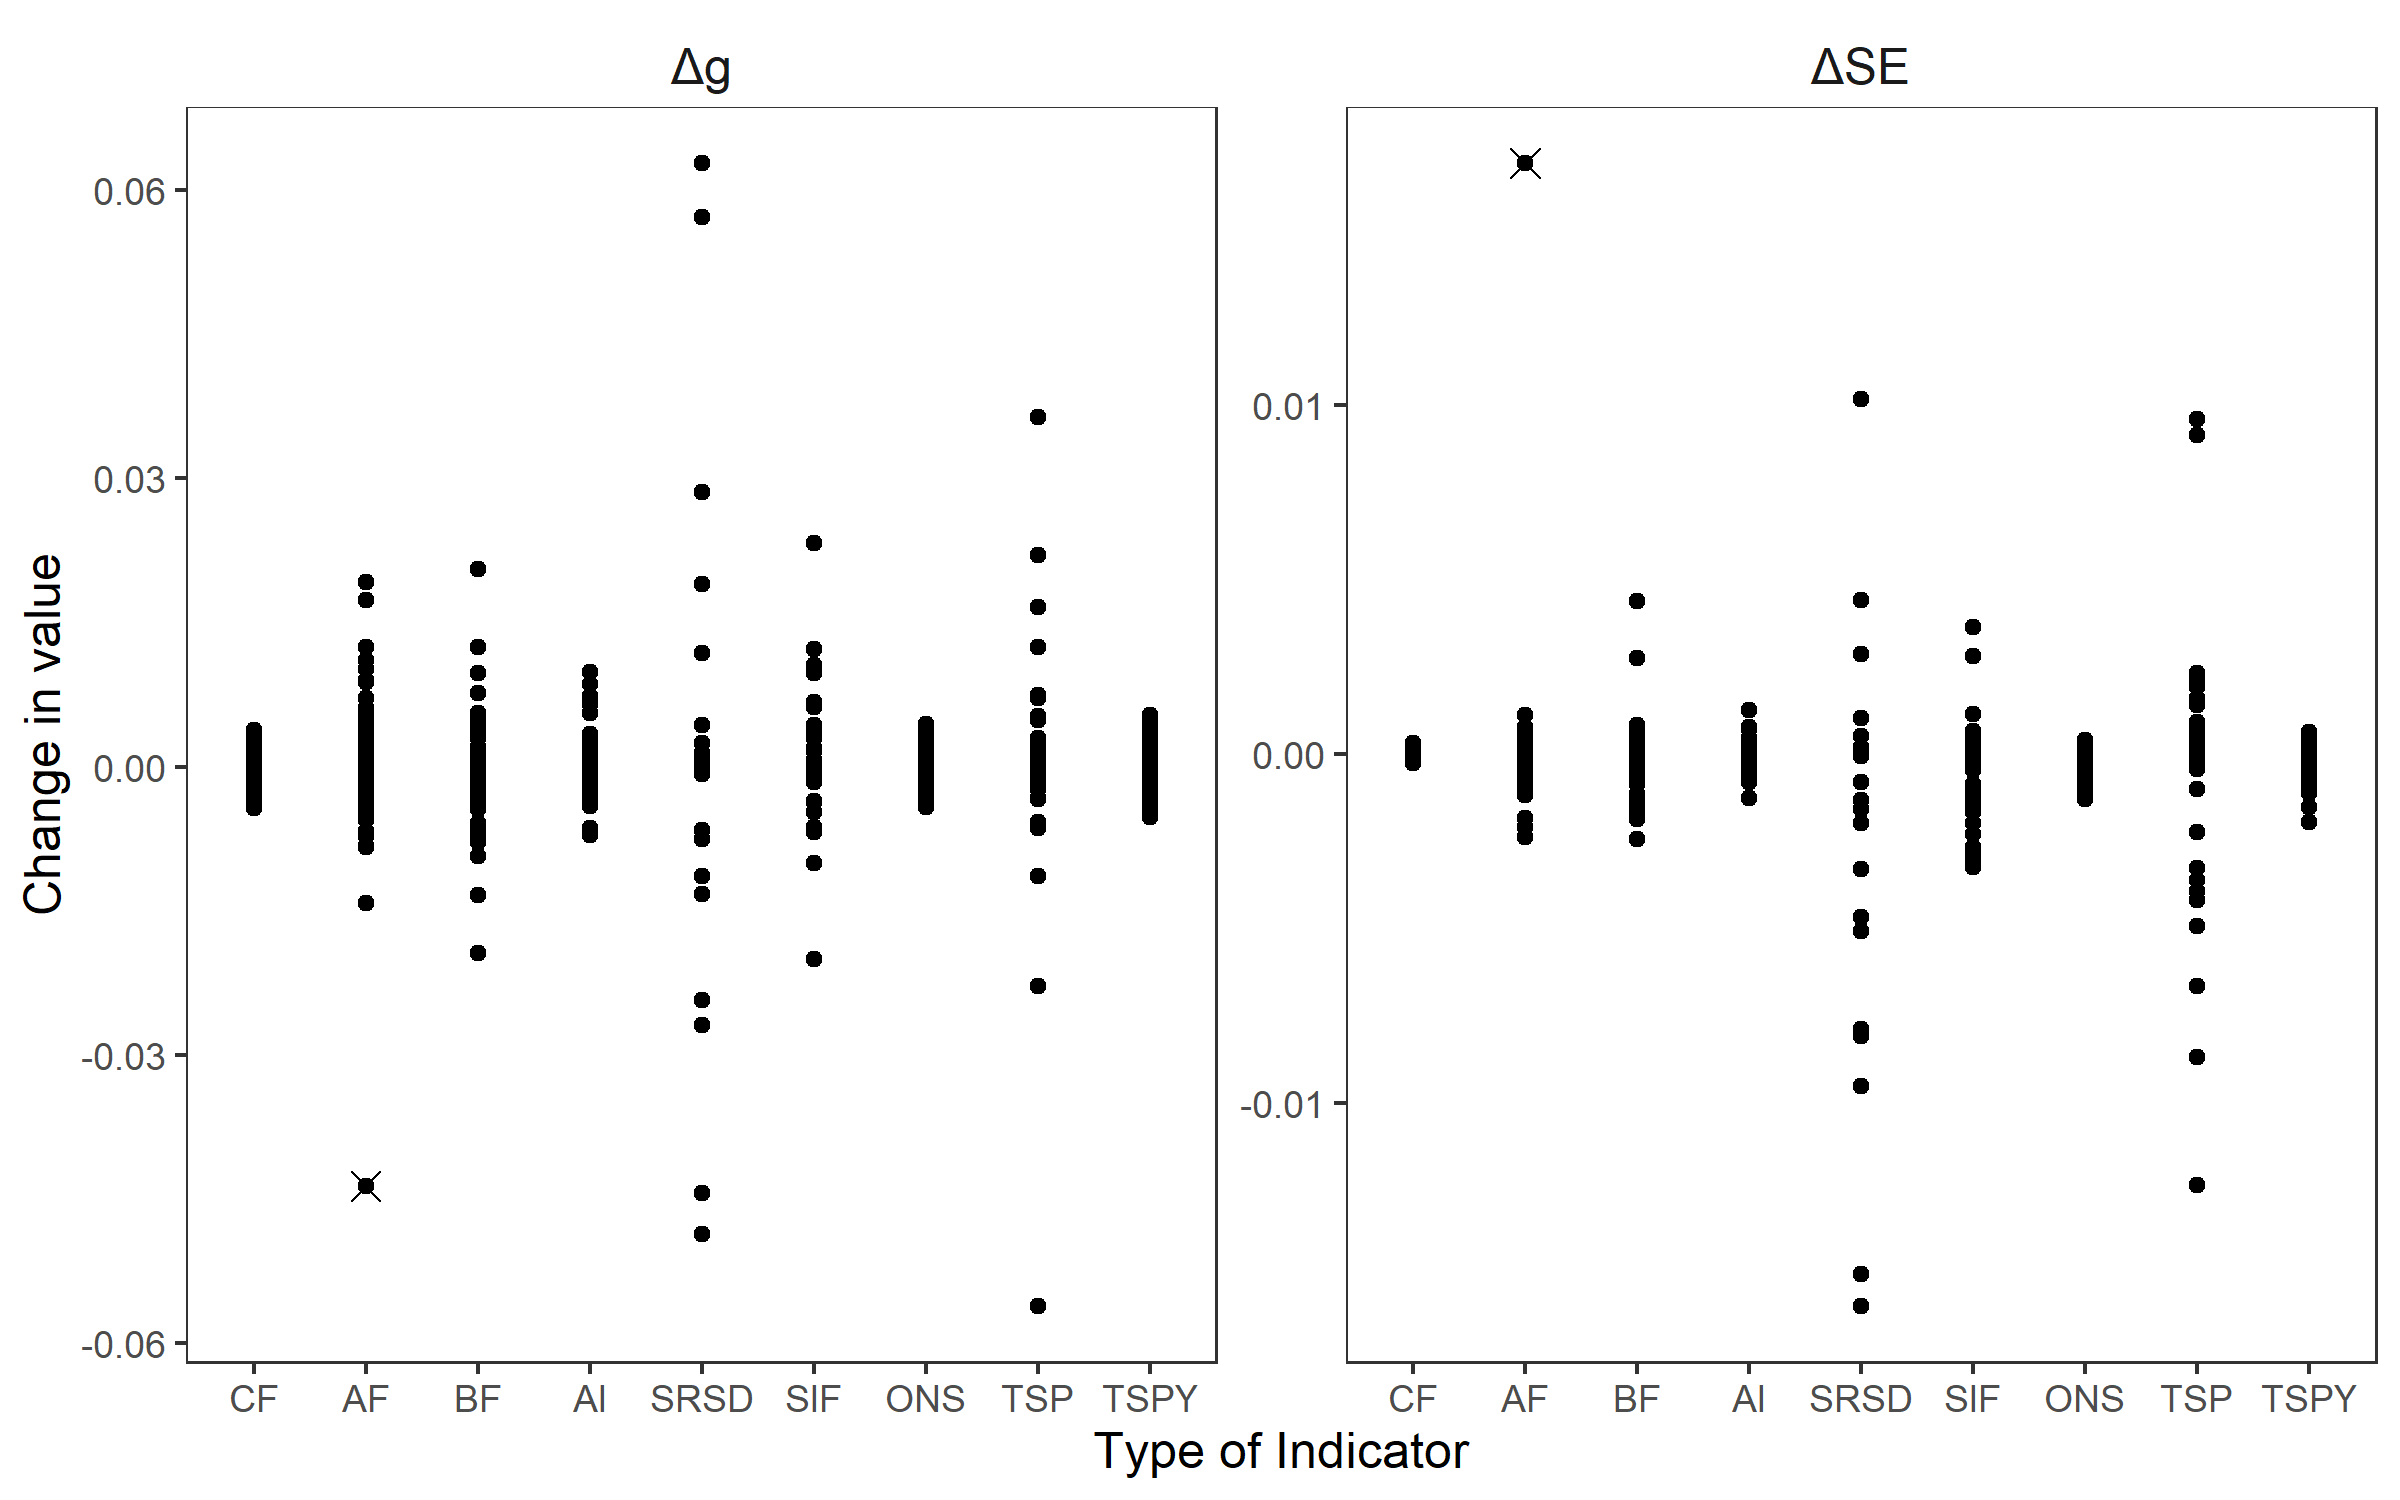 Δg
ΔSE
Change in value
0.06
0.03
0.00
-0.03
-0.06
0.01
0.00
-0.01
CF AF BF AI SRSD SIF ONS TSP TSPY
CF AF BF AI SRSD SIF ONS TSP TSPY
Type of Indicator